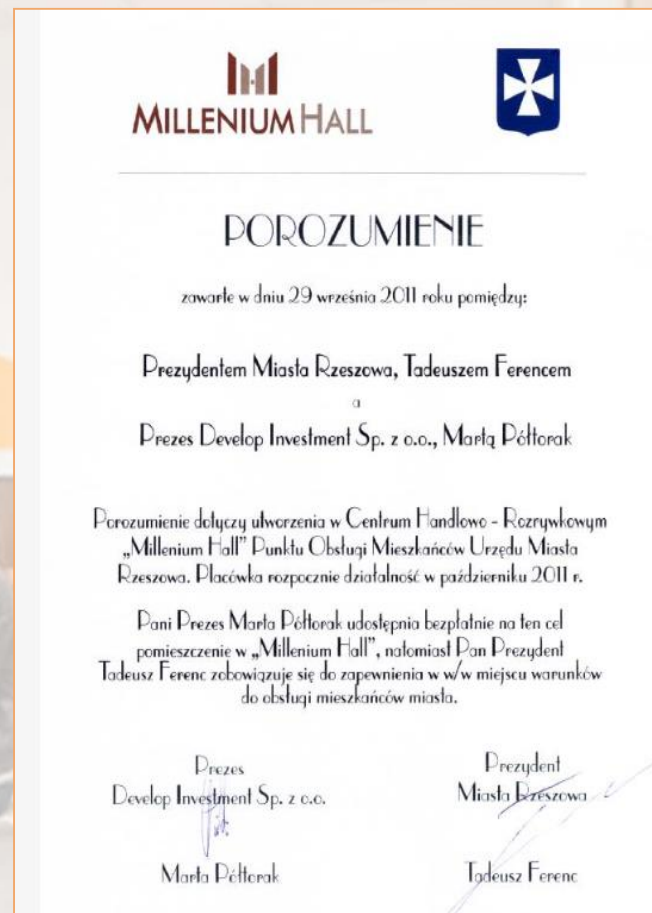 MILLENIUM HALL
POROZUMIENIE
zawarte w dniu 29 września 2011 roku pomiędzy:
Prezydentem Miasta Rzeszowa, Tadeuszem Ferencem
a
Prezes Develop Investment Sp. z o.o., Martą Półtorak
Porozumienie dotyczy utworzenia w Centrum Handlowo - Rozrywkowym
„Millenium Hall” Punktu Obsługi Mieszkańców Urzędu Miasta
Rzeszowa. Placówka rozpocznie działalność w październiku 2011 r.
Pani Prezes Marta Półtorak udostępnia bezpłatnie na ten cel
pomieszczenie w „Millenium Hall”, natomiast Pan Prezydent
Tadeusz Ferenc zobowiązuje się do zapewnienia w w/w miejscu warunków
do obsługi mieszkańców miasta.
Prezes
Develop Investment Sp. z o.o.
Marta Półtorak
Prezydent
Miasta Rzeszowa
Tadeusz Ferenc